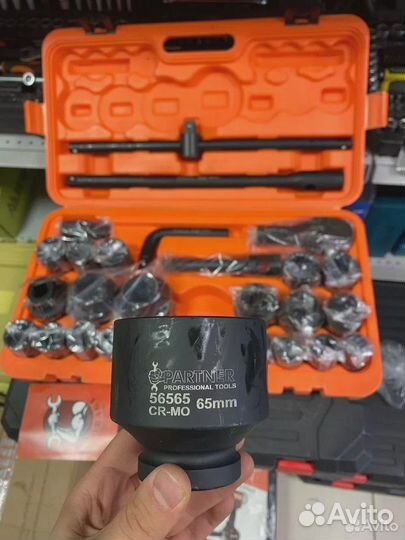 PARTNER
PROFESSIONAL TOOLS
56565
CR-MO 65mm
Avito